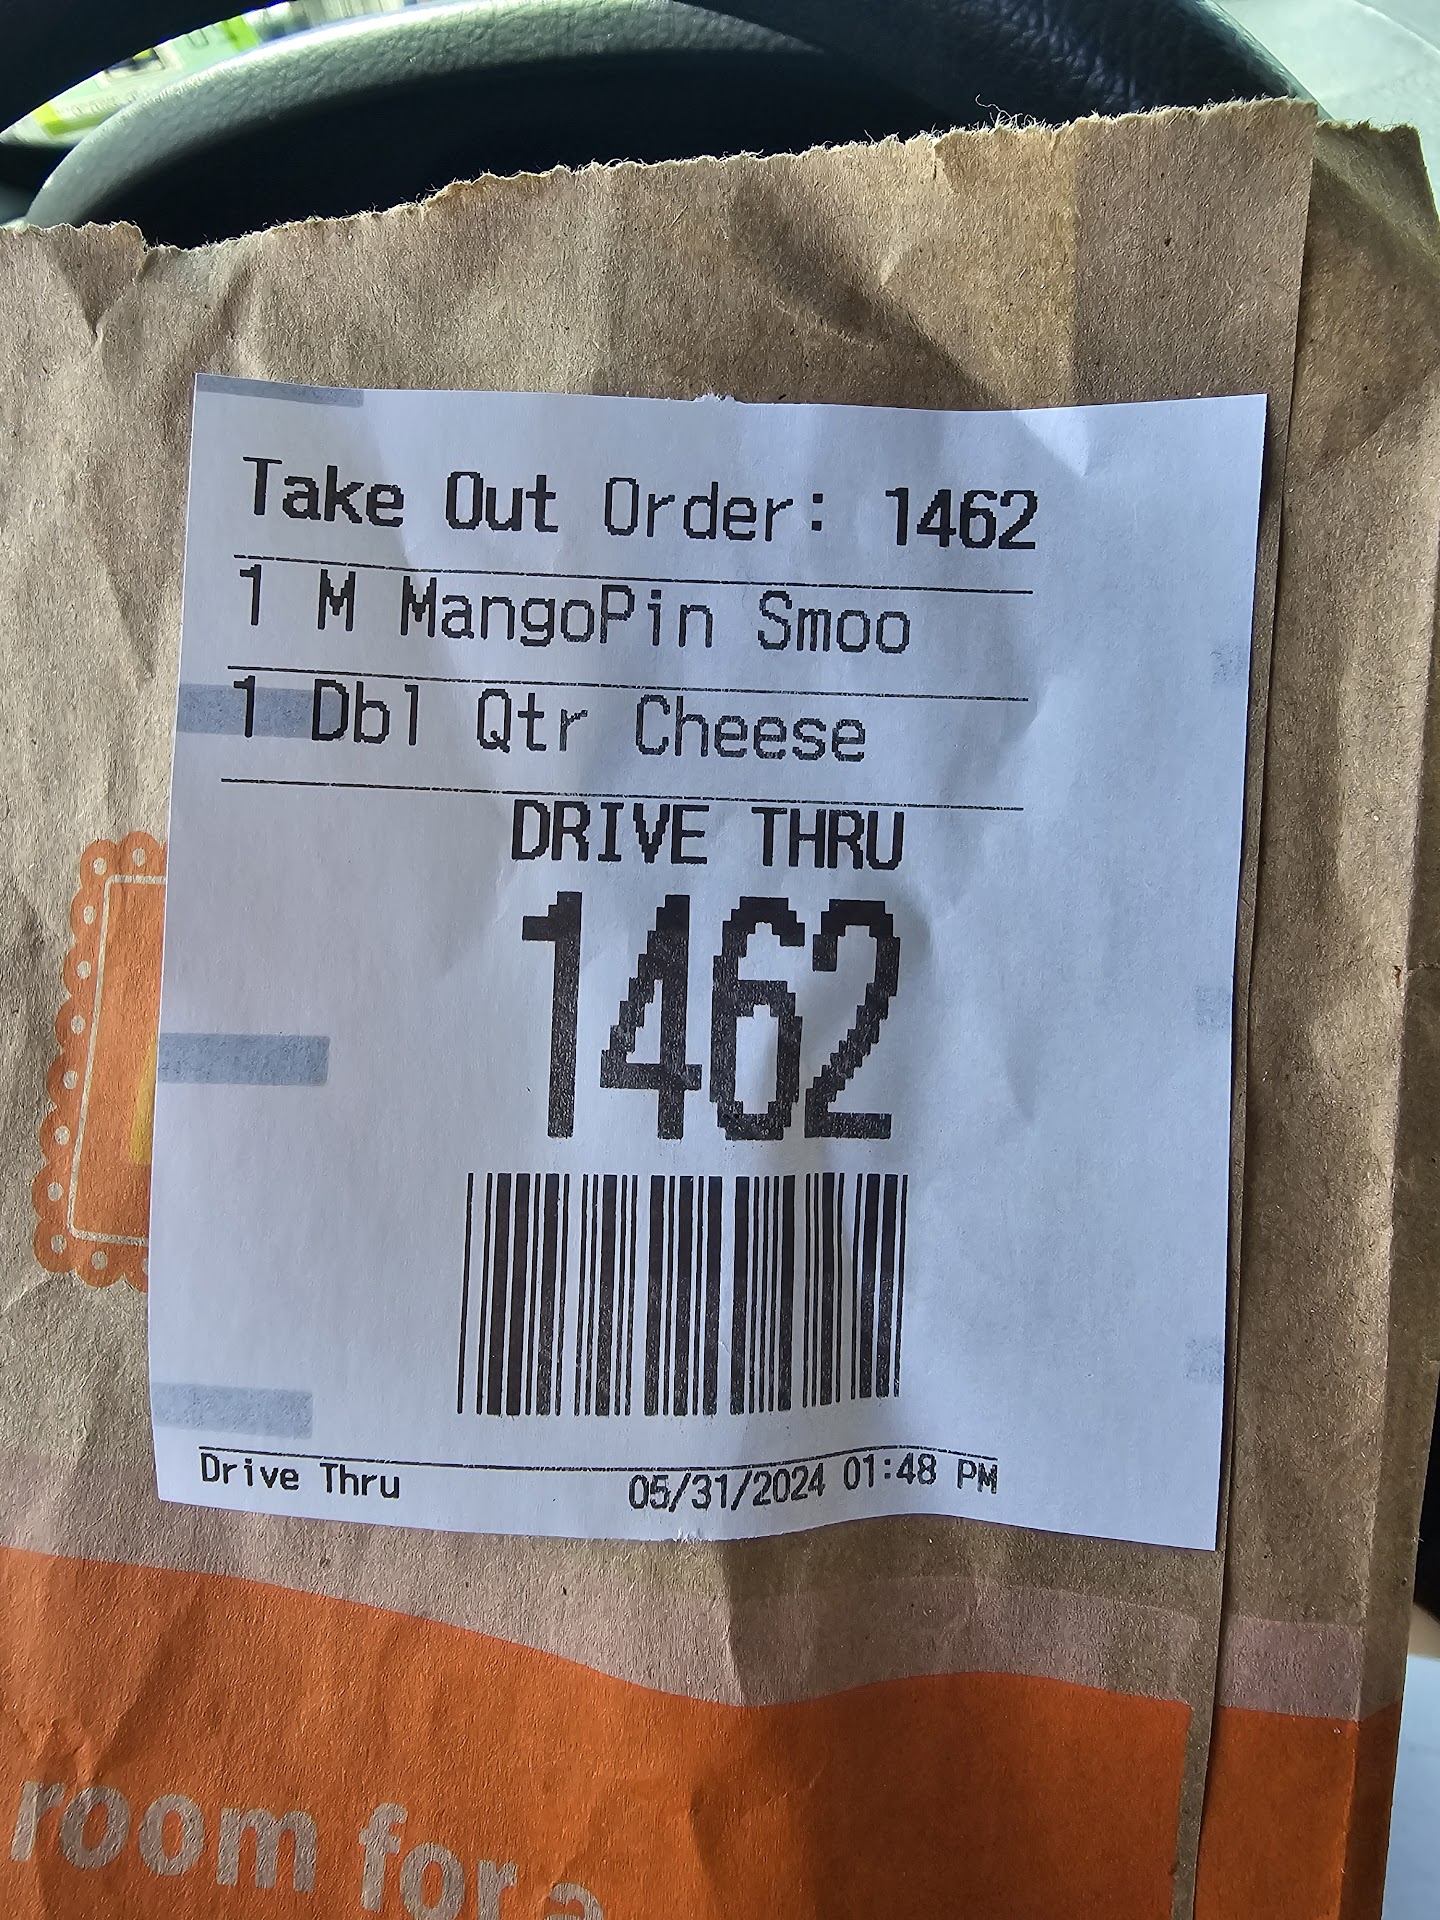 Take Out Order: 1462
1 M MangoPin Smoo
1 Dbl Qtr Cheese
DRIVE THRU
1462
Drive Thru 05/31/2024 01:48 PM
room for a